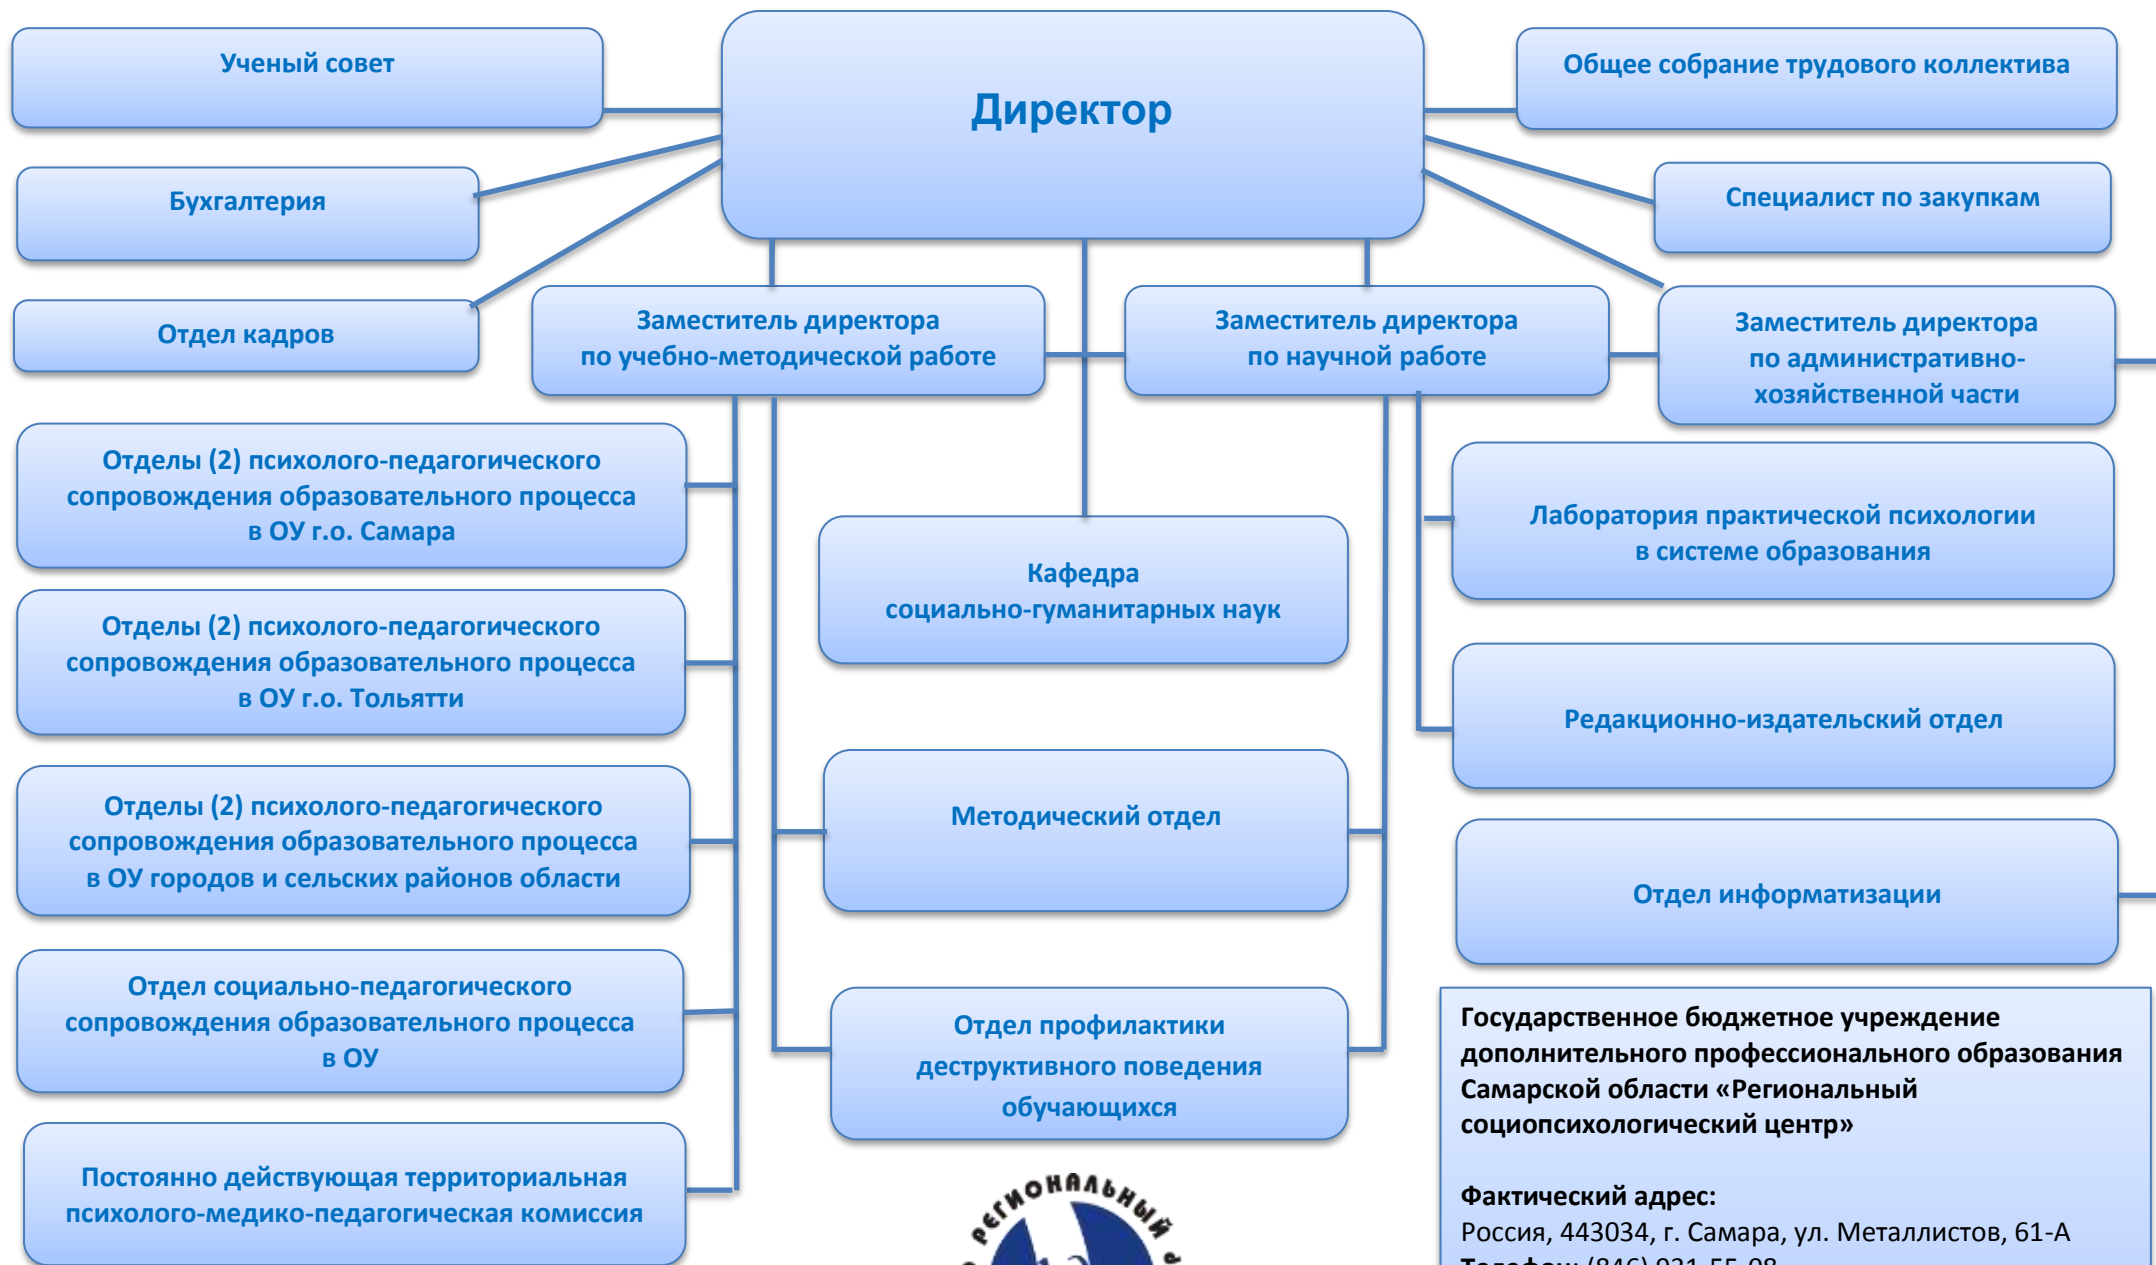 Ученый совет
Директор
Общее собрание трудового коллектива
Бухгалтерия
Специалист по закупкам
Отдел кадров
Заместитель директора
по учебно-методической работе
Заместитель директора
по научной работе
Заместитель директора
по административно-
хозяйственной части
Отделы (2) психолого-педагогического
сопровождения образовательного процесса
в ОУ г.о. Самара
Отделы (2) психолого-педагогического
сопровождения образовательного процесса
в ОУ г.о. Тольятти
Отделы (2) психолого-педагогического
сопровождения образовательного процесса
в ОУ городов и сельских районов области
Отдел социально-педагогического
сопровождения образовательного процесса
в ОУ
Постоянно действующая территориальная
психолого-медико-педагогическая комиссия
Кафедра
социально-гуманитарных наук
Методический отдел
Отдел профилактики
деструктивного поведения
обучающихся
Лаборатория практической психологии
в системе образования
Редакционно-издательский отдел
Отдел информатизации
Государственное бюджетное учреждение
дополнительного профессионального образования
Самарской области «Региональный
социопсихологический центр»
Фактический адрес:
Россия, 443034, г. Самара, ул. Металлистов, 61-А
Телефон: (846) 931-55-08
РЕГИОНАЛЬНЫЙ